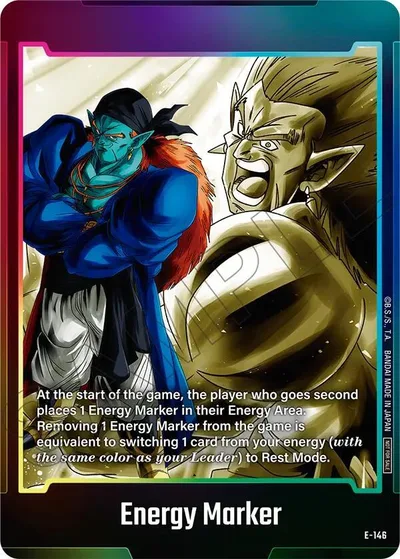 SAMPLE
At the start of the game, the player who goes second
places 1 Energy Marker in their Energy Area.
Removing 1 Energy Marker from the game is
equivalent to switching 1 card from your energy (with
the same color as your Leader) to Rest Mode.
©B.S./S., T.A. BANDAI MADE IN JAPAN
NOT FOR SALE
Energy Marker
E-146